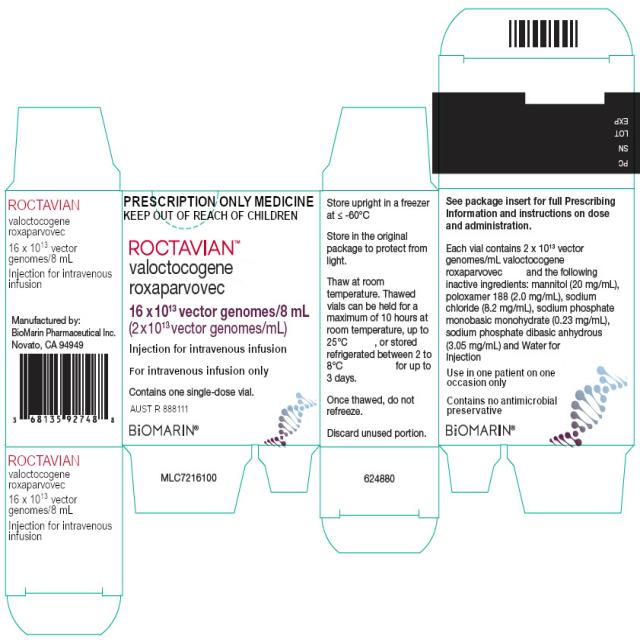 PC
SN
LOT
EXP
ROCTAVIAN
valoctocogene
roxaparvovec
16 x 10¹³ vector
genomes/8 mL
Injection for intravenous
infusion
Manufactured by:
BioMarin Pharmaceutical Inc.
Novato, CA 94949
3 68135 92748 8
PRESCRIPTION ONLY MEDICINE
KEEP OUT OF REACH OF CHILDREN
ROCTAVIAN™
valoctocogene
roxaparvovec
16 x 10¹³ vector genomes/8 mL
(2 x 10¹³ vector genomes/mL)
Injection for intravenous infusion
For intravenous infusion only
Contains one single-dose vial.
AUST R 888111
BIOMARIN®
Store upright in a freezer
at ≤ -60°C
Store in the original
package to protect from
light.
Thaw at room
temperature. Thawed
vials can be held for a
maximum of 10 hours at
room temperature, up to
25°C , or stored
refrigerated between 2 to
8°C for up to
3 days.
Once thawed, do not
refreeze.
Discard unused portion.
See package insert for full Prescribing
Information and instructions on dose
and administration.
Each vial contains 2 x 10¹³ vector
genomes/mL valoctocogene
roxaparvovec and the following
inactive ingredients: mannitol (20 mg/mL),
poloxamer 188 (2.0 mg/mL), sodium
chloride (8.2 mg/mL), sodium phosphate
monobasic monohydrate (0.23 mg/mL),
sodium phosphate dibasic anhydrous
(3.05 mg/mL) and Water for
Injection
Use in one patient on one
occasion only
Contains no antimicrobial
preservative
BIOMARIN®
ROCTAVIAN
valoctocogene
roxaparvovec
16 x 10¹³ vector
genomes/8 mL
Injection for intravenous
infusion
MLC7216100
624880